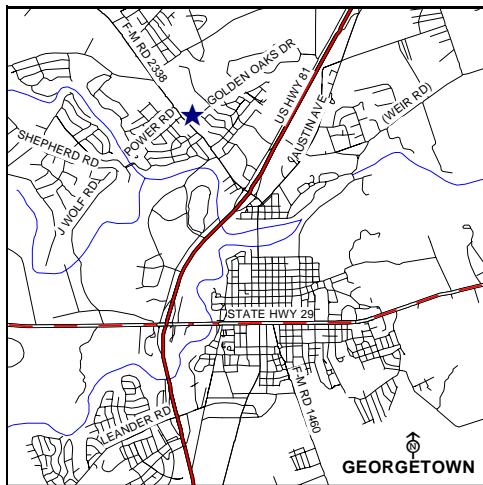 F-M RD 2338
GOLDEN OAKS DR
US HWY 81
POWER RD
AUSTIN AVE
(WEIR RD)
SHEPHERD RD
J WOLF RD
STATE HWY 29
LEANDER RD
F-M RD 1460
N
GEORGETOWN